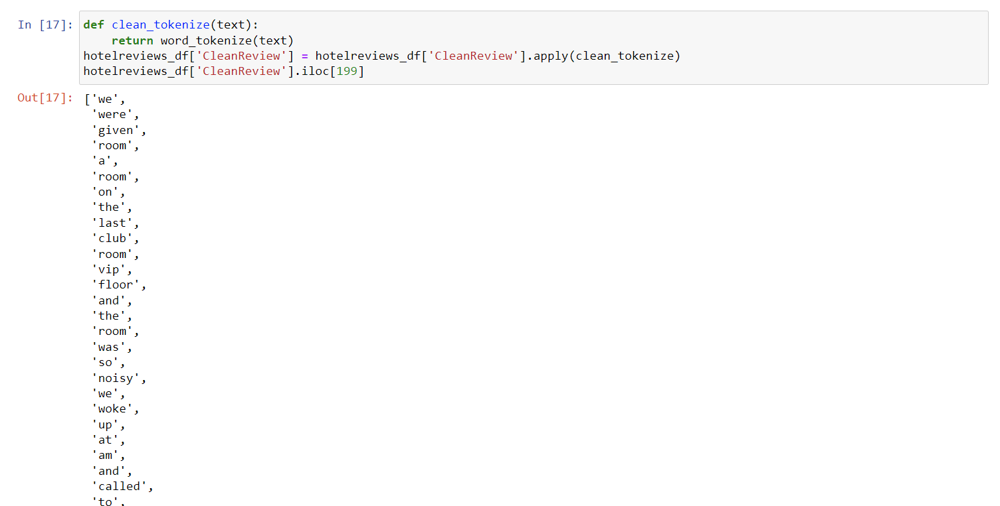 In [17]: def clean_tokenize(text):
    return word_tokenize(text)
hotelreviews_df['CleanReview'] = hotelreviews_df['CleanReview'].apply(clean_tokenize)
hotelreviews_df['CleanReview'].iloc[199]
Out[17]: ['we',
'were',
'given',
'room',
'a',
'room',
'on',
'the',
'last',
'club',
'room',
'vip',
'floor',
'and',
'the',
'room',
'was',
'so',
'noisy',
'we',
'woke',
'up',
'at',
'am',
'and',
'called',
'to',